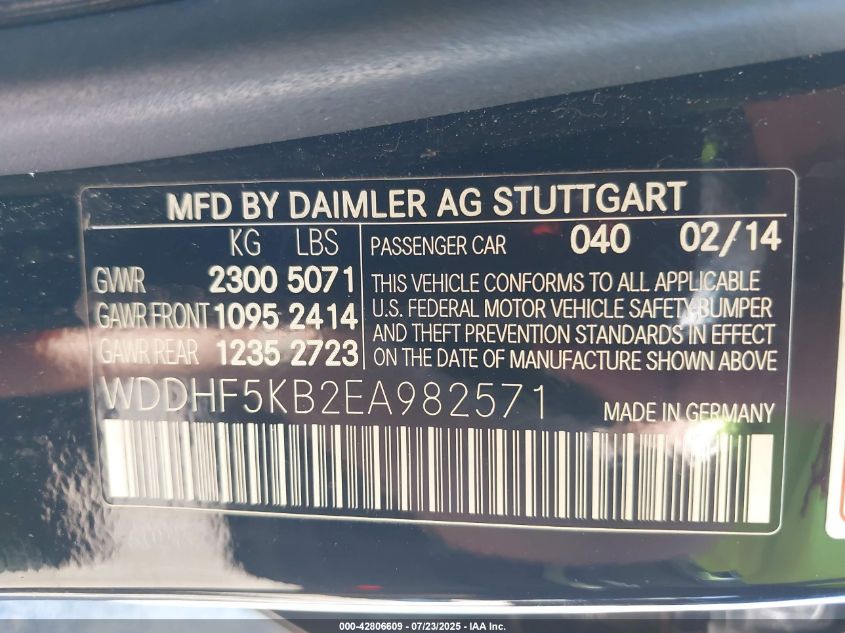 MFD BY DAIMLER AG STUTTGART
KG LBS
GVWR 2300 5071
GAWR FRONT 1095 2414
GAWR REAR 1235 2723
PASSENGER CAR 040 02/14
THIS VEHICLE CONFORMS TO ALL APPLICABLE
U.S. FEDERAL MOTOR VEHICLE SAFETY, BUMPER
AND THEFT PREVENTION STANDARDS IN EFFECT
ON THE DATE OF MANUFACTURE SHOWN ABOVE
WDDHF5KB2EA982571 MADE IN GERMANY
000-42806609 - 07/23/2025 - IAA Inc.